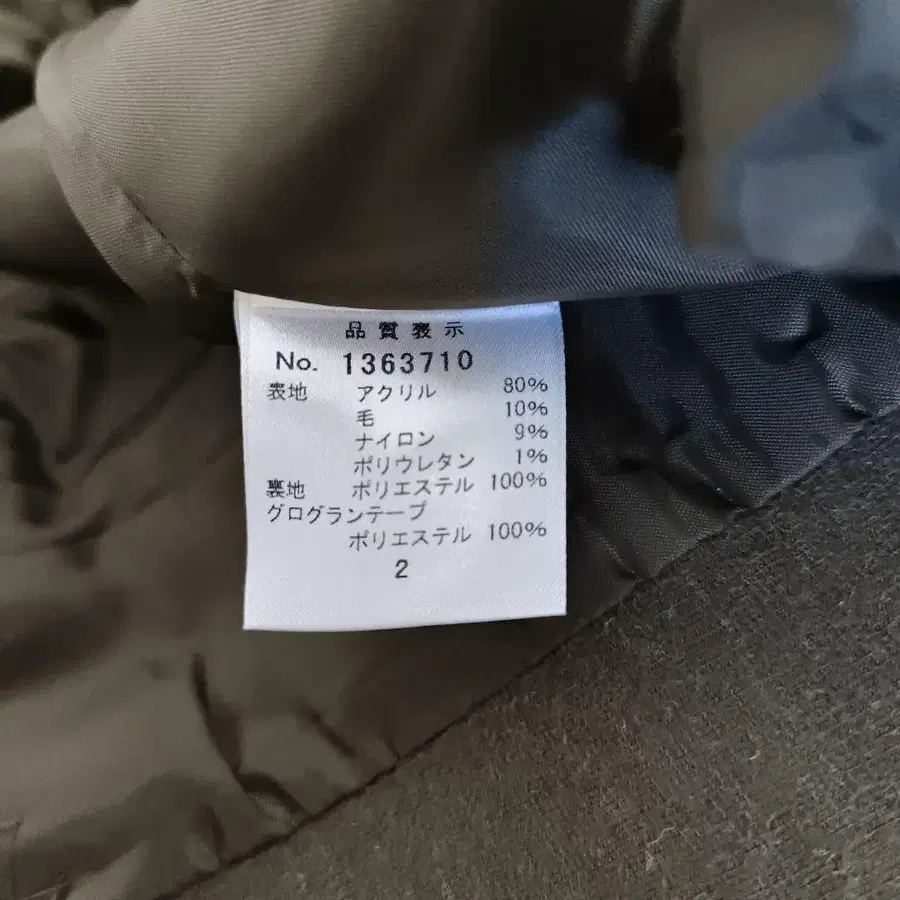 品質表示
No. 1363710
表地 アクリル 80%
毛 10%
ナイロン 9%
ポリウレタン 1%
裏地 ポリエステル 100%
グログランテープ
ポリエステル 100%
2